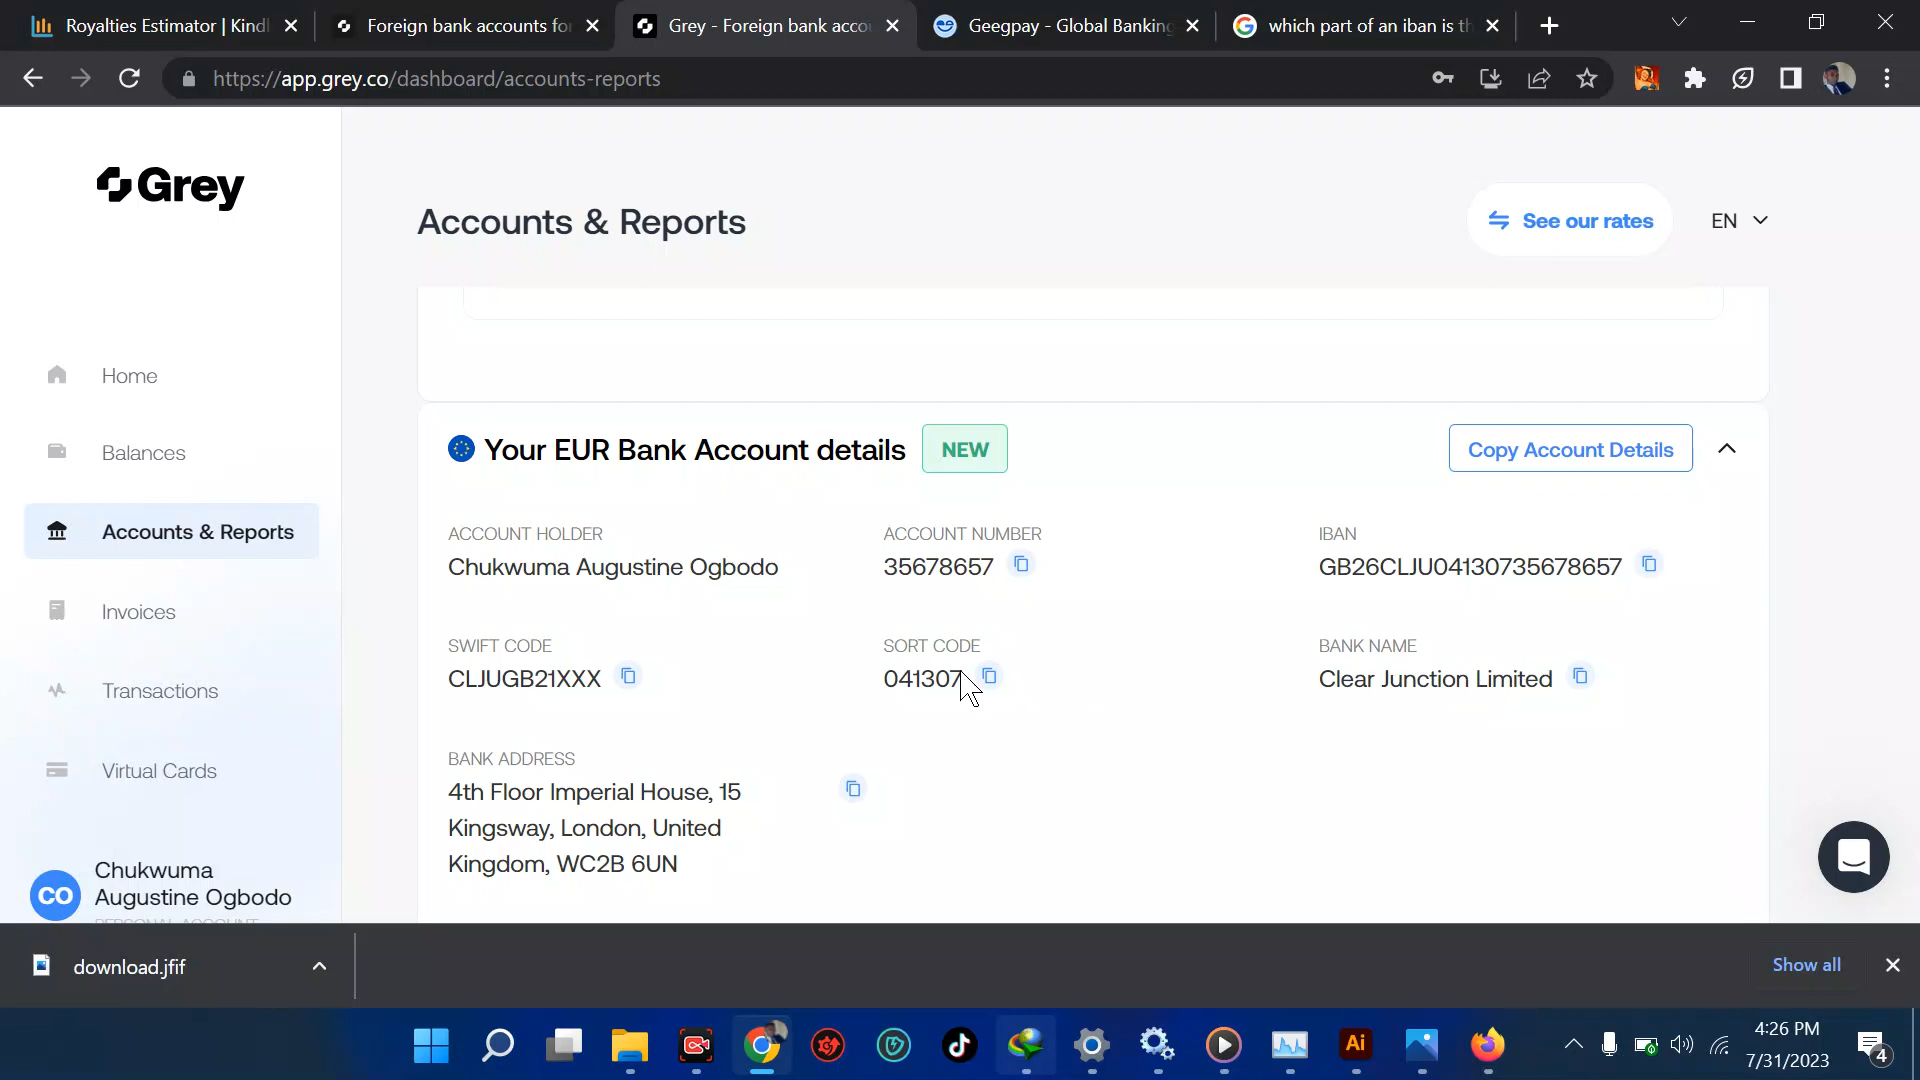 Royalties Estimator | Kindl
Foreign bank accounts fo
Grey - Foreign bank acco
Geegpay - Global Banking
which part of an iban is th
https://app.grey.co/dashboard/accounts-reports
Grey
Accounts & Reports
See our rates
EN
Home
Balances
Accounts & Reports
Invoices
Transactions
Virtual Cards
Chukwuma
Augustine Ogbodo
PERSONAL ACCOUNT
CO
Your EUR Bank Account details
NEW
Copy Account Details
ACCOUNT HOLDER
Chukwuma Augustine Ogbodo
ACCOUNT NUMBER
35678657
IBAN
GB26CLJU04130735678657
SWIFT CODE
CLJUGB21XXX
SORT CODE
041307
BANK NAME
Clear Junction Limited
BANK ADDRESS
4th Floor Imperial House, 15
Kingsway, London, United
Kingdom, WC2B 6UN
download.jfif
Show all
Ai
4:26 PM
7/31/2023
4